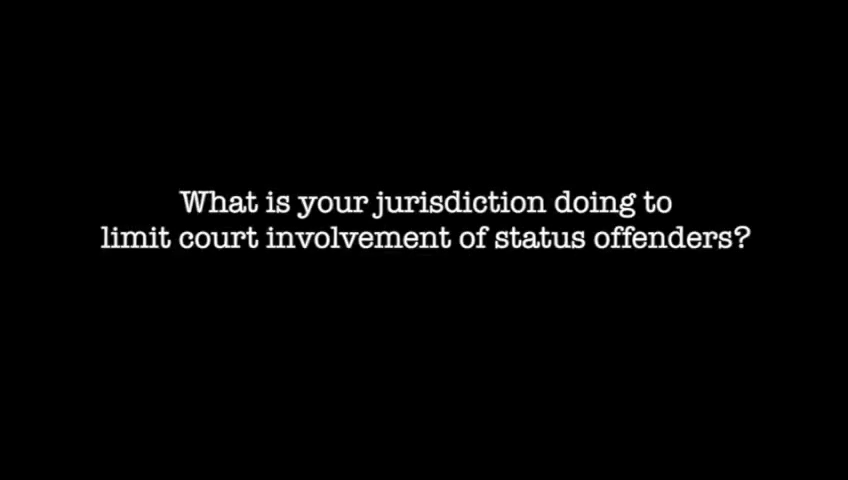 What is your jurisdiction doing to
limit court involvement of status offenders?